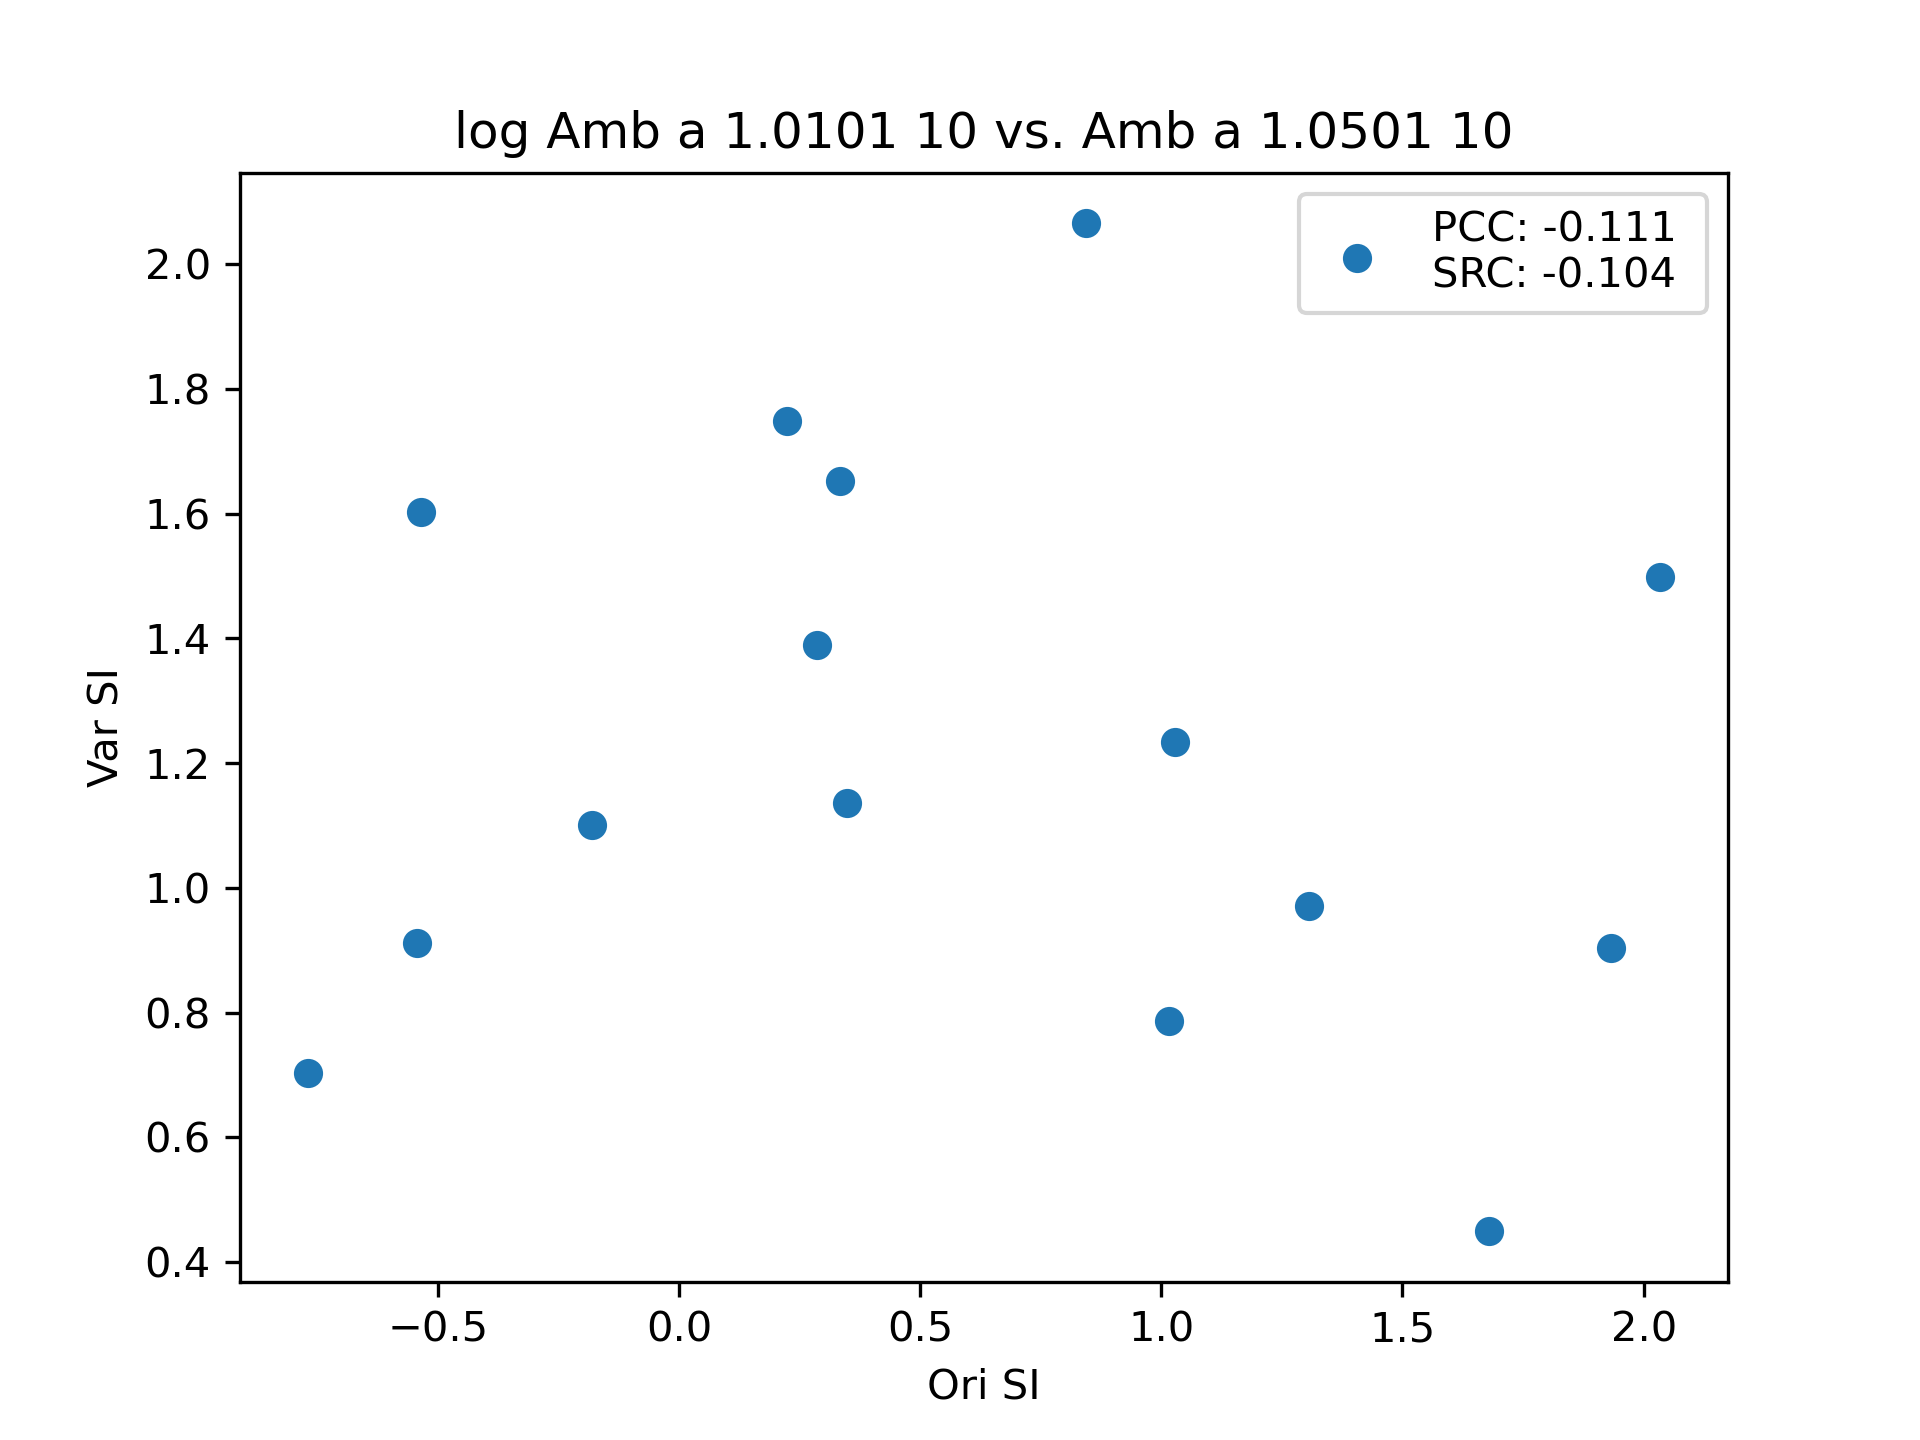 log Amb a 1.0101 10 vs. Amb a 1.0501 10
PCC: -0.111
SRC: -0.104
Var SI
2.0
1.8
1.6
1.4
1.2
1.0
0.8
0.6
0.4
−0.5 0.0 0.5 1.0 1.5 2.0
Ori SI